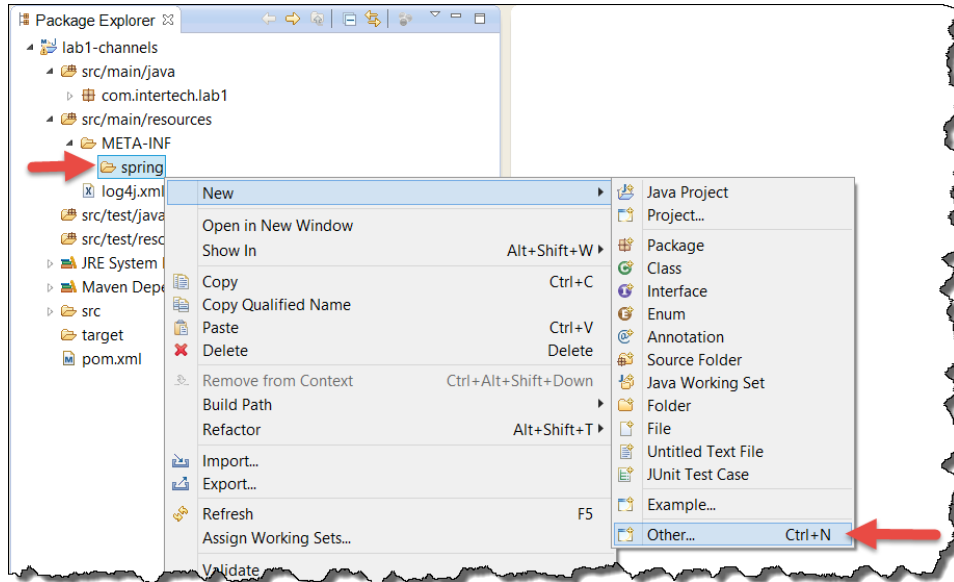 Package Explorer
lab1-channels
src/main/java
com.intertech.lab1
src/main/resources
META-INF
spring
log4j.xml
src/test/java
src/test/resc
JRE System
Maven Depe
src
target
pom.xml
New
Open in New Window
Show In Alt+Shift+W
Copy Ctrl+C
Copy Qualified Name
Paste Ctrl+V
Delete Delete
Remove from Context Ctrl+Alt+Shift+Down
Build Path
Refactor Alt+Shift+T
Import...
Export...
Refresh F5
Assign Working Sets...
Validate
Java Project
Project...
Package
Class
Interface
Enum
Annotation
Source Folder
Java Working Set
Folder
File
Untitled Text File
JUnit Test Case
Example...
Other... Ctrl+N